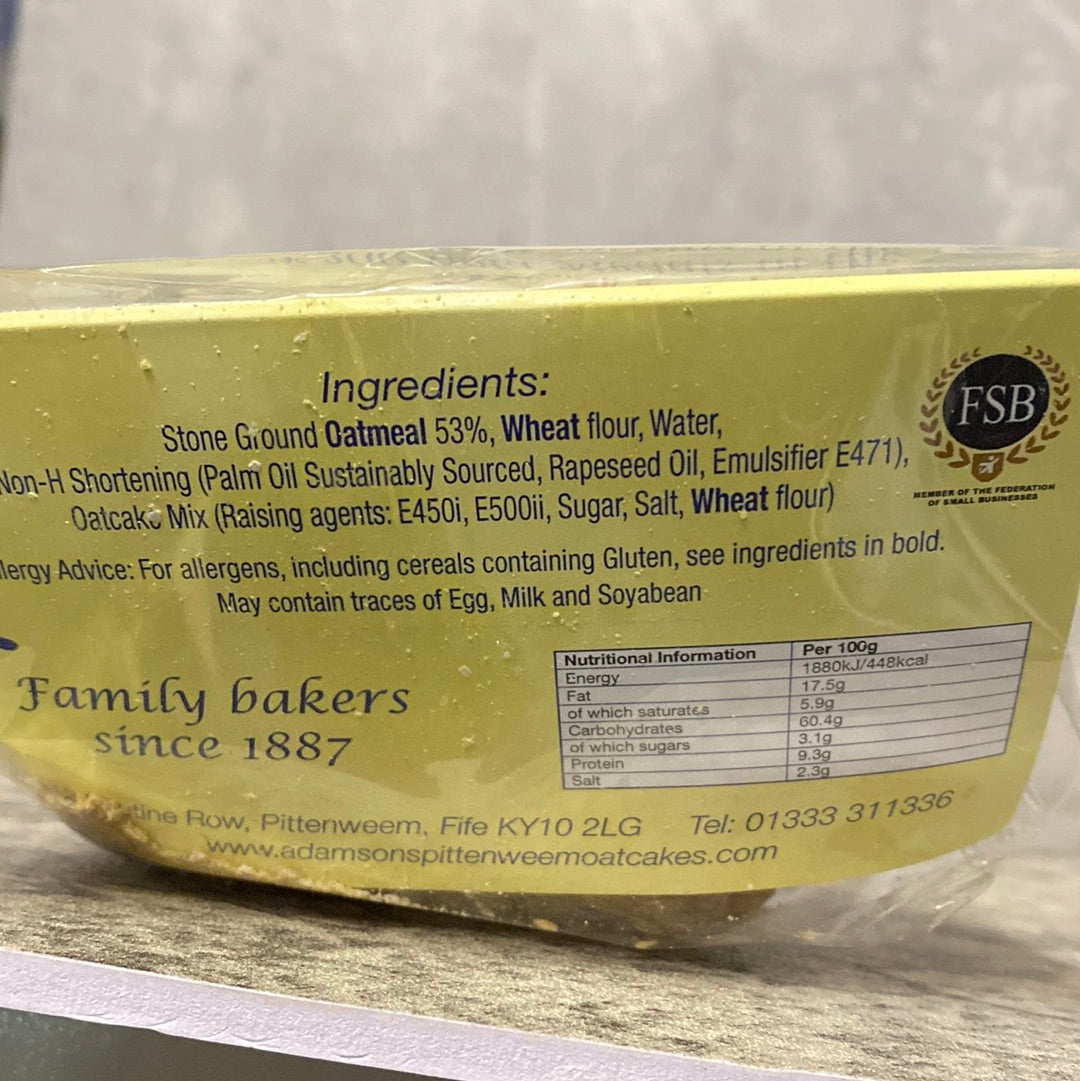 Ingredients:
Stone Ground Oatmeal 53%, Wheat flour, Water,
Non-H Shortening (Palm Oil Sustainably Sourced, Rapeseed Oil, Emulsifier E471),
Oatcake Mix (Raising agents: E450i, E500ii, Sugar, Salt, Wheat flour)
llergy Advice: For allergens, including cereals containing Gluten, see ingredients in bold.
May contain traces of Egg, Milk and Soyabean
FSB
MEMBER OF THE FEDERATION
OF SMALL BUSINESSES
Family bakers
since 1887
Nutritional Information Per 100g
Energy 1880kJ/448kcal
Fat 17.5g
of which saturates 5.9g
Carbohydrates 60.4g
of which sugars 3.1g
Protein 9.3g
Salt 2.3g
tine Row, Pittenweem, Fife KY10 2LG Tel: 01333 311336
www.adamsonspittenweemoatcakes.com